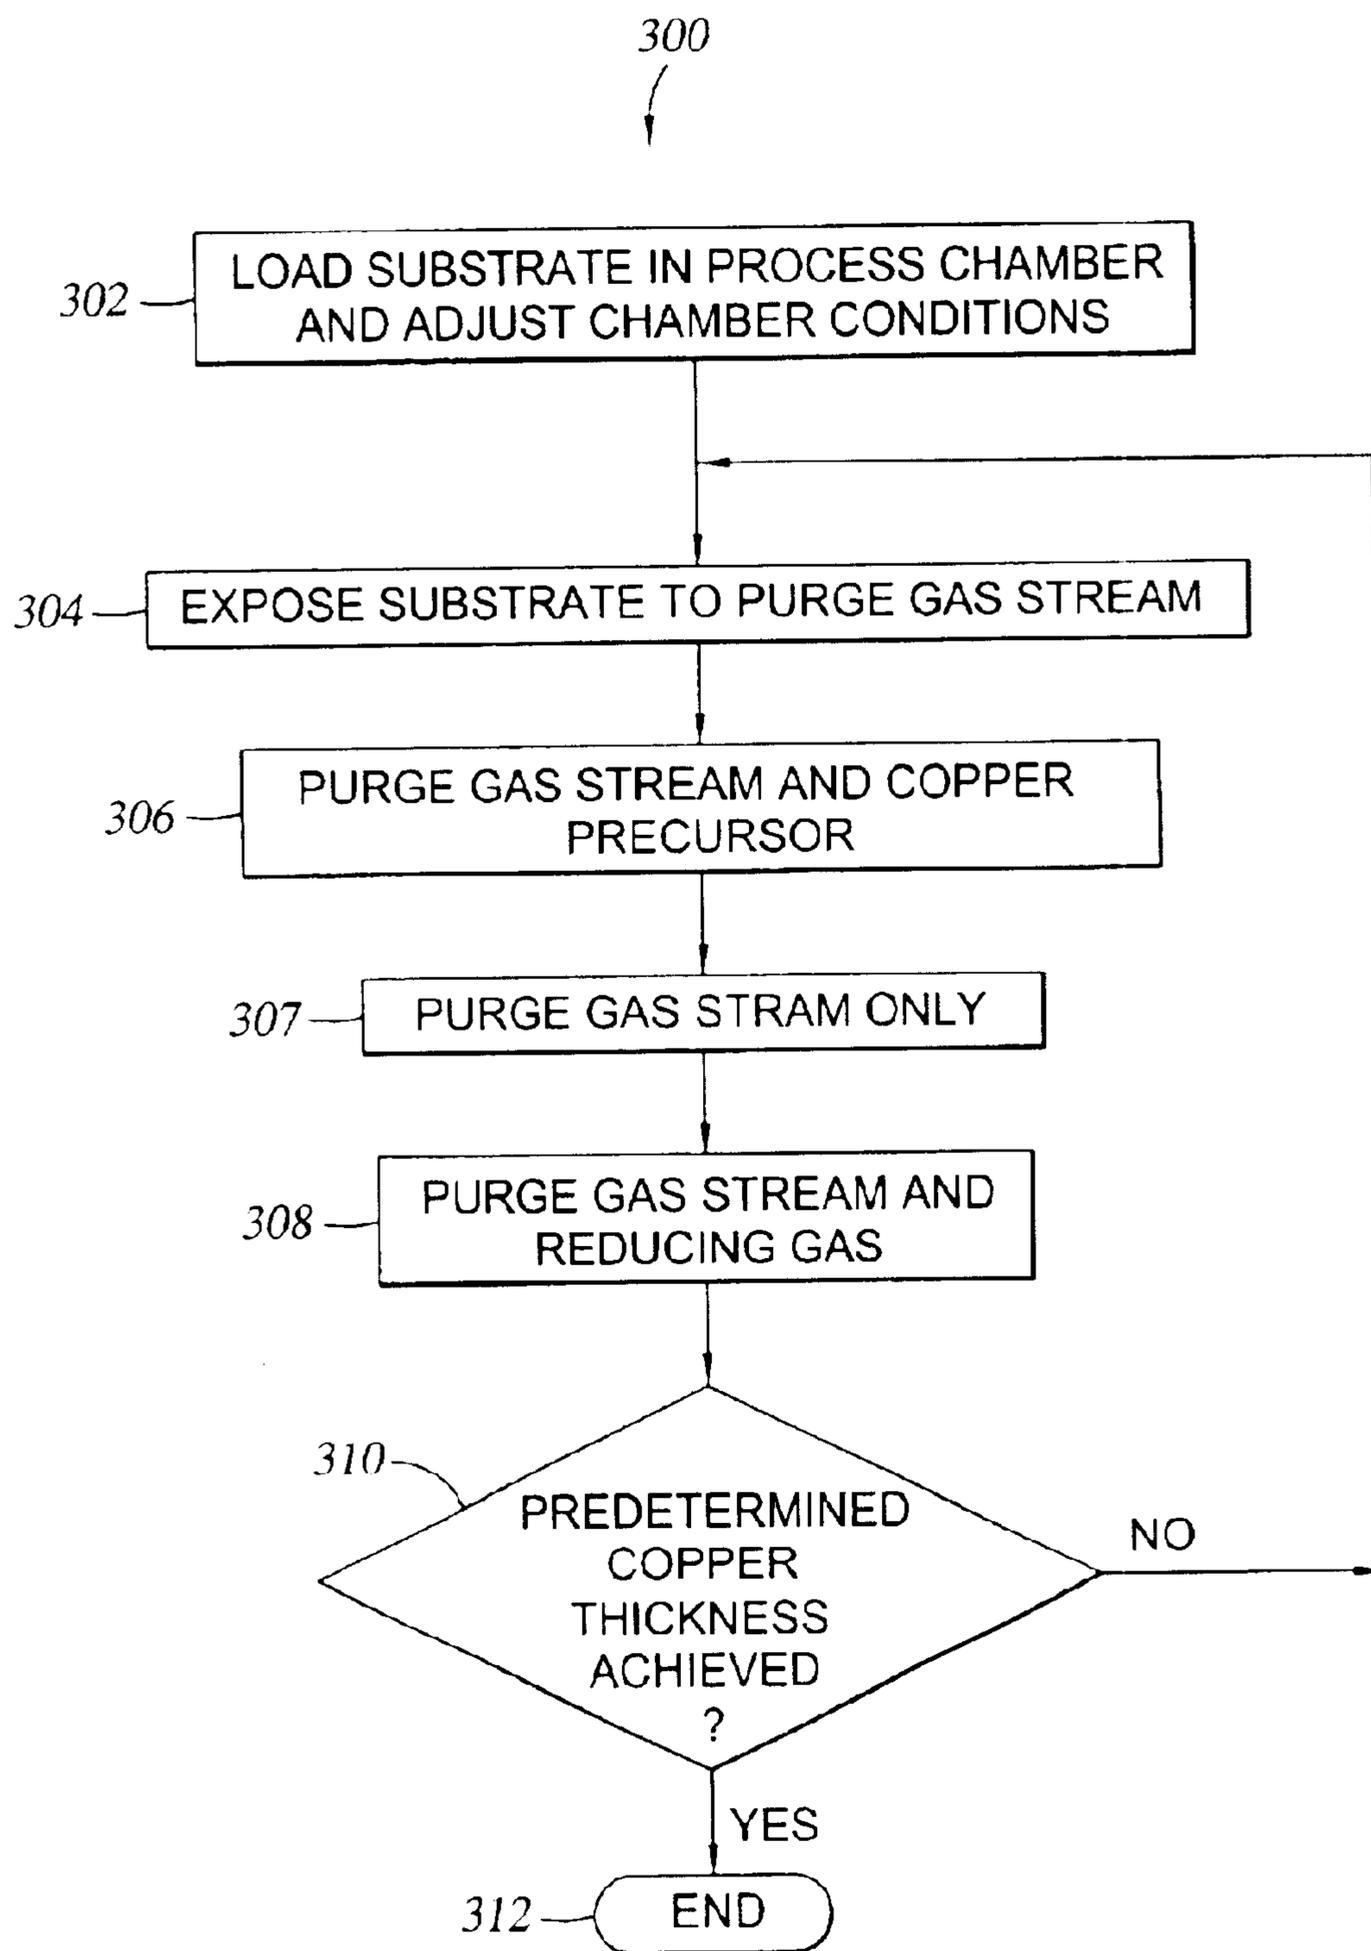 300
302
LOAD SUBSTRATE IN PROCESS CHAMBER
AND ADJUST CHAMBER CONDITIONS
304
EXPOSE SUBSTRATE TO PURGE GAS STREAM
306
PURGE GAS STREAM AND COPPER
PRECURSOR
307
PURGE GAS STRAM ONLY
308
PURGE GAS STREAM AND
REDUCING GAS
310
PREDETERMINED
COPPER
THICKNESS
ACHIEVED
?
NO
YES
312
END